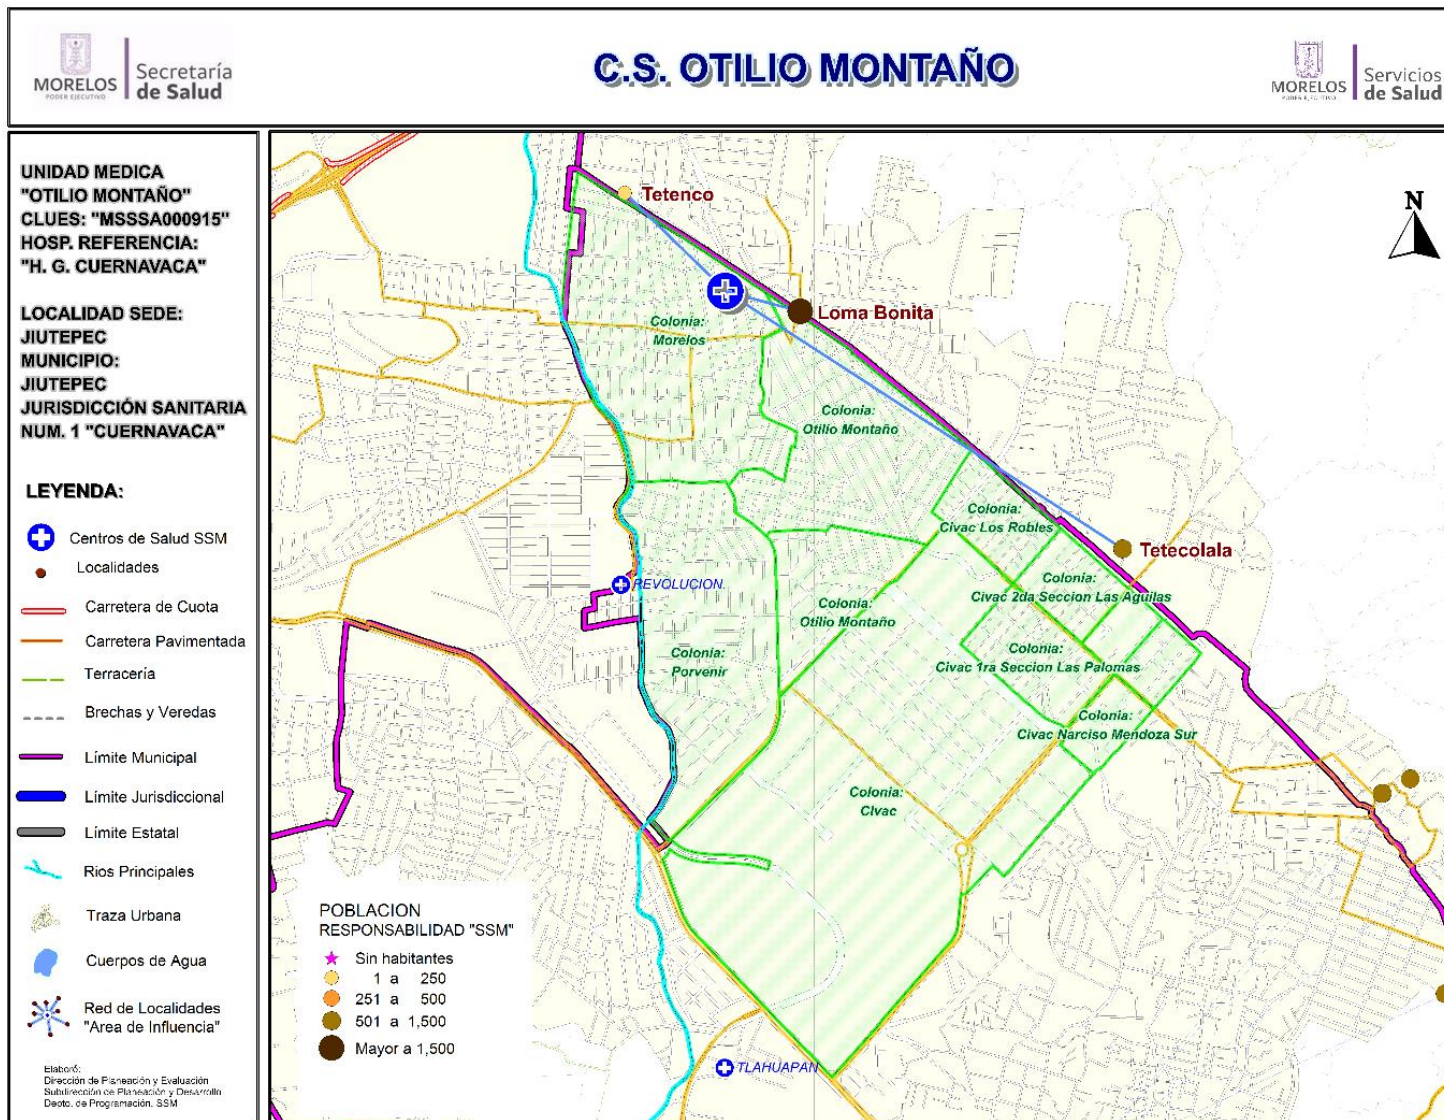 MORELOS
PODER EJECUTIVO
Secretaría
de Salud
C.S. OTILIO MONTAÑO
MORELOS
PODER EJECUTIVO
Servicios
de Salud
UNIDAD MEDICA
"OTILIO MONTAÑO"
CLUES: "MSSSA000915"
HOSP. REFERENCIA:
"H. G. CUERNAVACA"
LOCALIDAD SEDE:
JIUTEPEC
MUNICIPIO:
JIUTEPEC
JURISDICCIÓN SANITARIA
NUM. 1 "CUERNAVACA"
LEYENDA:
Centros de Salud SSM
Localidades
Carretera de Cuota
Carretera Pavimentada
Terracería
Brechas y Veredas
Límite Municipal
Límite Jurisdiccional
Límite Estatal
Rios Principales
Traza Urbana
Cuerpos de Agua
Red de Localidades
"Area de Influencia"
Elaboró:
Dirección de Planeación y Evaluación
Subdirección de Planeación y Desarrollo
Depto. de Programación. SSM
N
Tetenco
Loma Bonita
Colonia:
Morelos
Colonia:
Otilio Montaño
Colonia:
Civac Los Robles
Tetecolala
Colonia:
Civac 2da Seccion Las Aguilas
REVOLUCION.
Colonia:
Otilio Montaño
Colonia:
Porvenir
Colonia:
Civac 1ra Seccion Las Palomas
Colonia:
Civac Narciso Mendoza Sur
Colonia:
Civac
POBLACION
RESPONSABILIDAD "SSM"
Sin habitantes
1 a 250
251 a 500
501 a 1,500
Mayor a 1,500
TLAHUAPAN